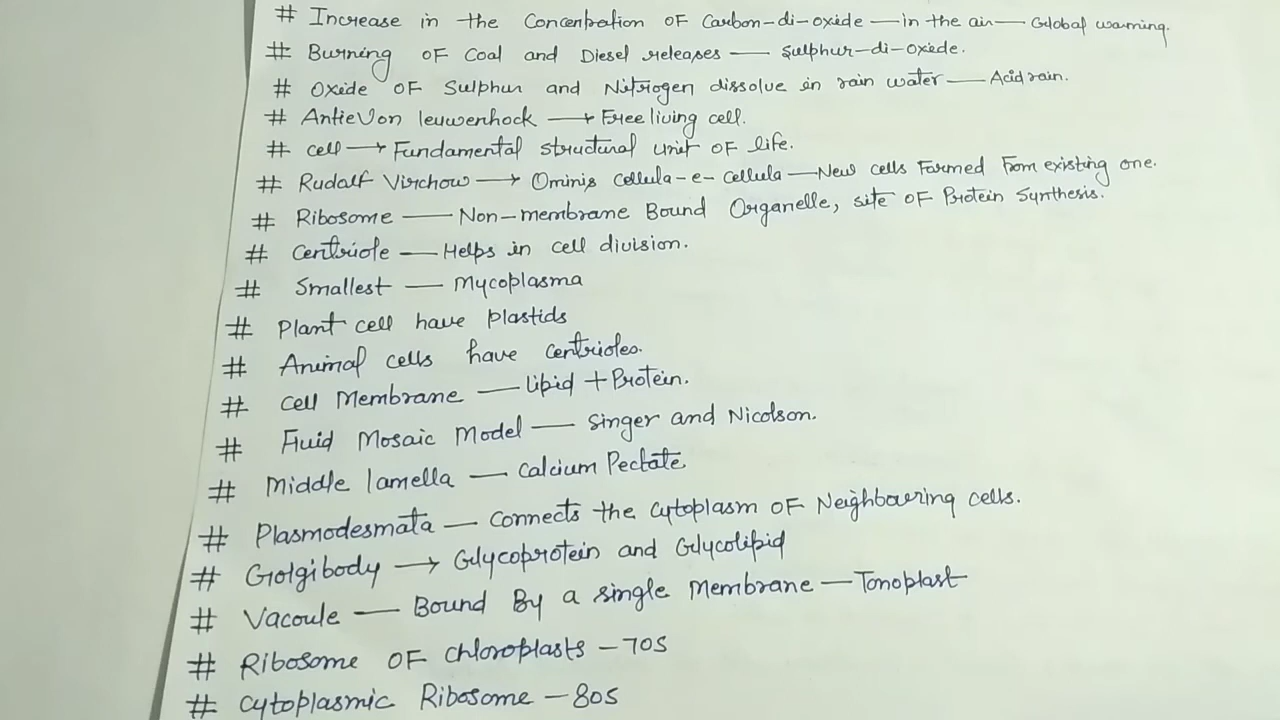 # Increase in the Concentration OF Carbon-di-oxide — in the air — Global warming.
# Burning OF Coal and Diesel releases — Sulphur-di-oxide.
# Oxide OF Sulphur and Nitrogen dissolve in rain water — Acid rain.
# Antie Von leuwenhock → Free living cell.
# cell → Fundamental structural unit OF life.
# Rudalf Virchow → Ominis cellula-e-cellula — New cells Formed From existing one.
# Ribosome — Non-membrane Bound Organelle, site OF Protein Synthesis.
# Centriole — Helps in cell division.
# Smallest — Mycoplasma
# Plant cell have plastids
# Animal cells have centrioles.
# Cell Membrane — Lipid + Protein.
# Fluid Mosaic Model — Singer and Nicolson.
# Middle lamella — Calcium Pectate
# Plasmodesmata — Connects the cytoplasm OF Neighbouring cells.
# Golgibody → Glycoprotein and Glycolipid
# Vacoule — Bound By a single Membrane — Tonoplast
# Ribosome OF chloroplasts - 70S
# Cytoplasmic Ribosome - 80S